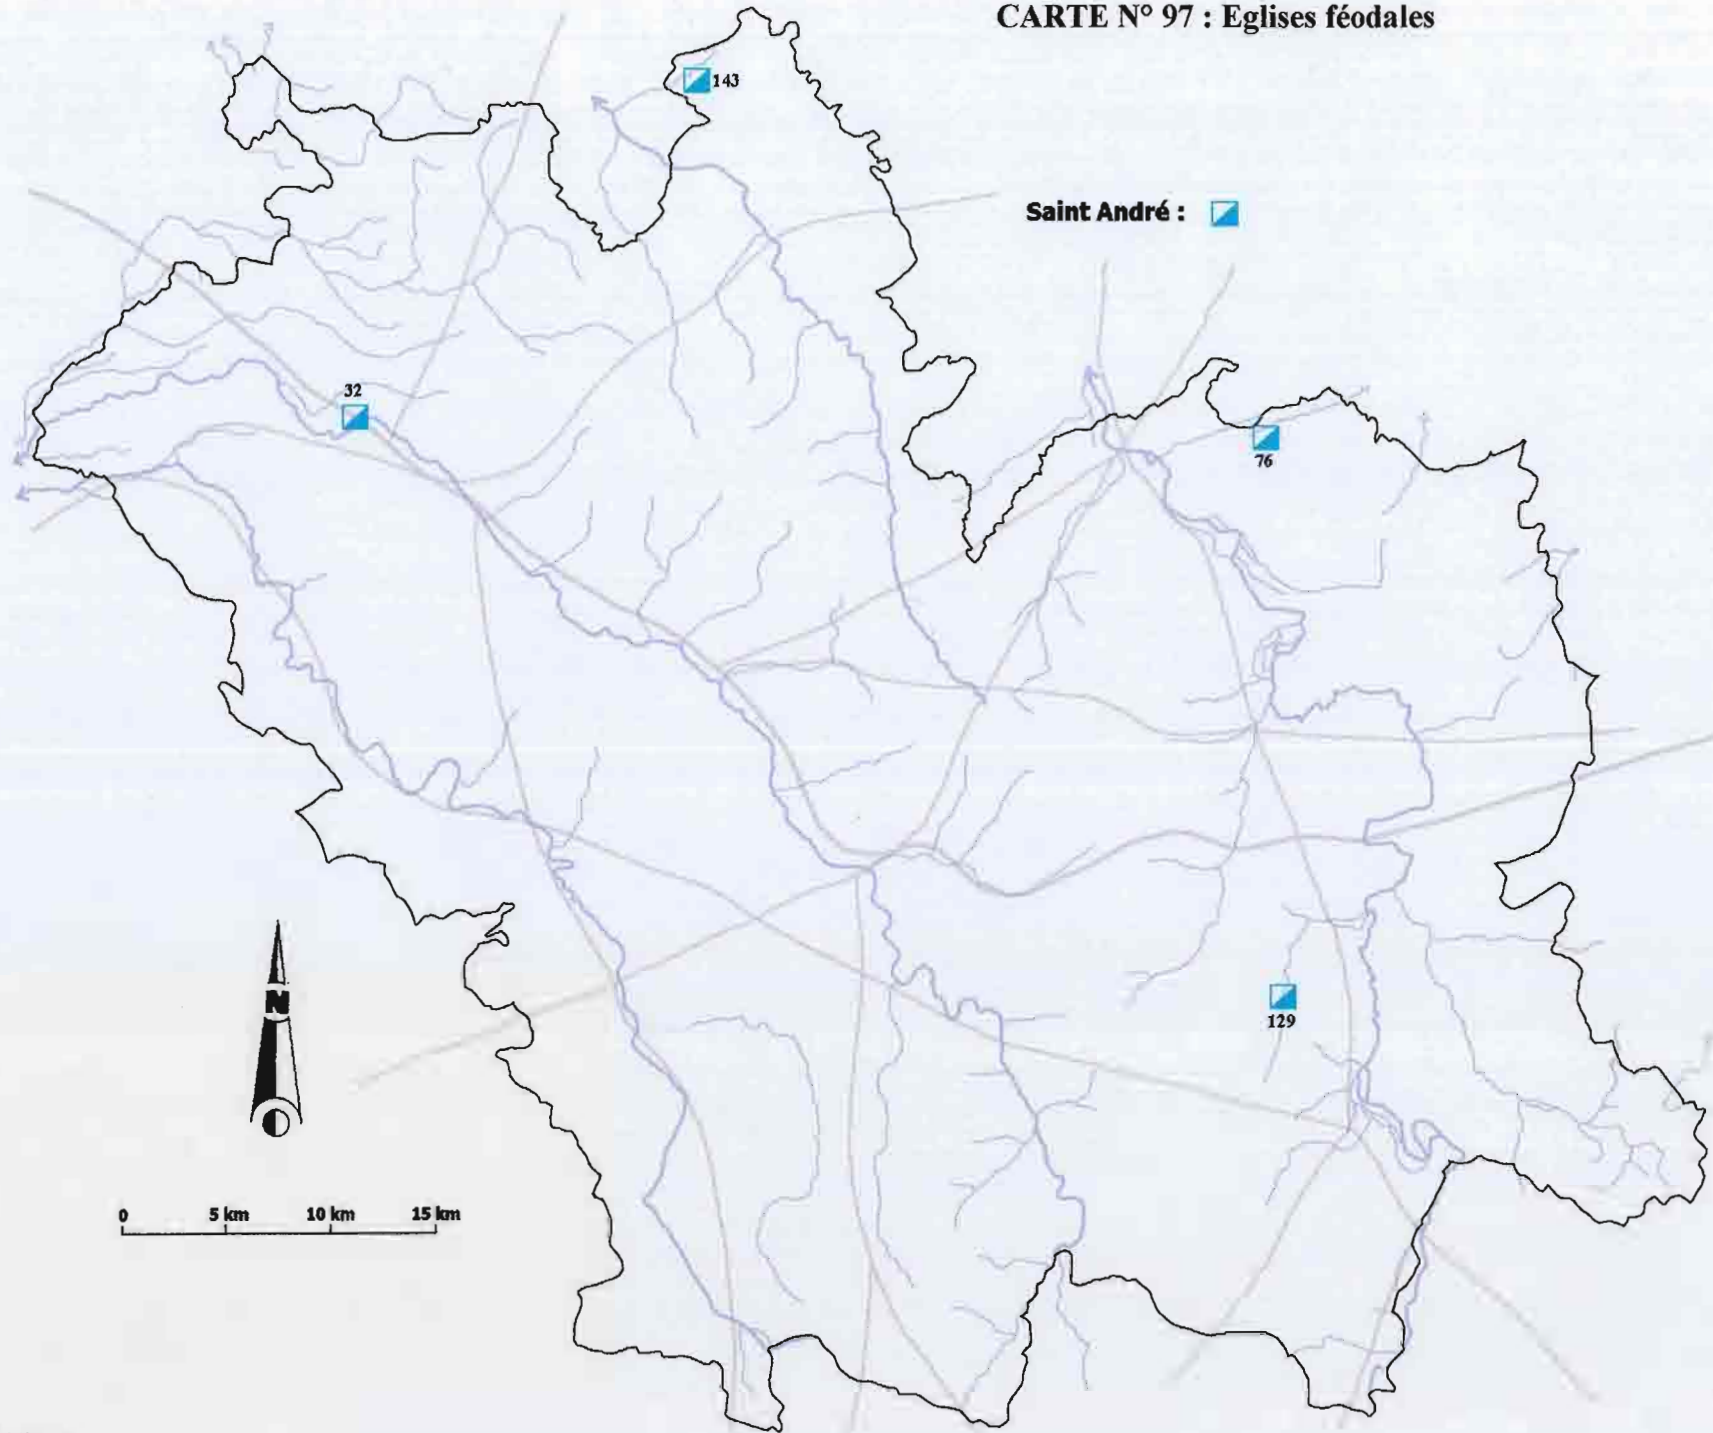 CARTE N° 97 : Eglises féodales
143
Saint André :
32
76
129
N
0 5 km 10 km 15 km